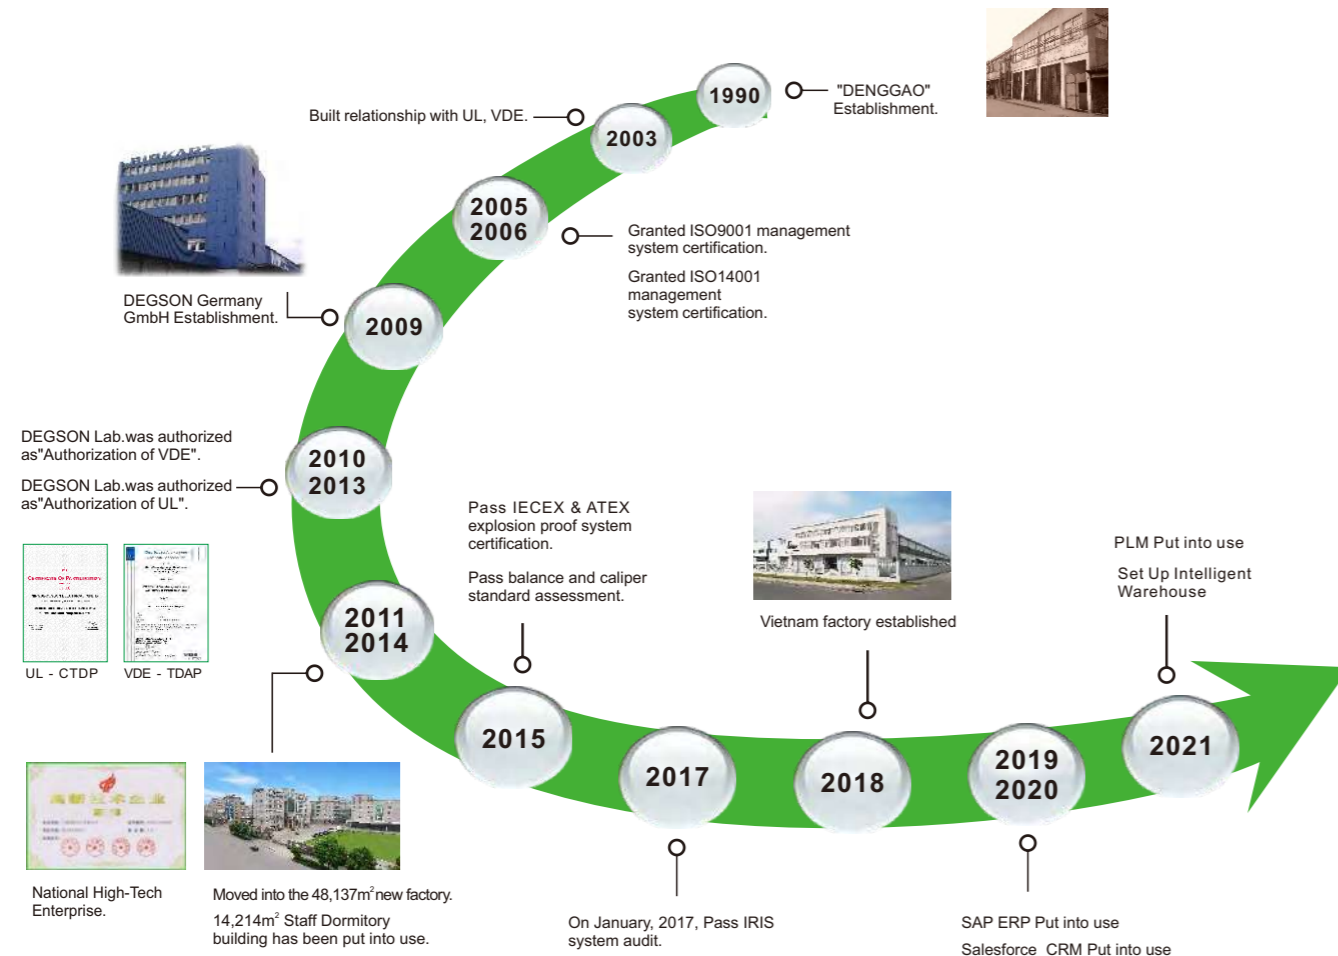 1990
"DENGGAO"
Establishment.
Built relationship with UL, VDE.
2003
2005
2006
Granted ISO9001 management
system certification.
Granted ISO14001
management
system certification.
DEGSON Germany
GmbH Establishment.
2009
DEGSON Lab.was authorized
as"Authorization of VDE".
DEGSON Lab.was authorized
as"Authorization of UL".
2010
2013
UL - CTDP
VDE - TDAP
2011
2014
National High-Tech
Enterprise.
Moved into the 48,137m²new factory.
14,214m² Staff Dormitory
building has been put into use.
Pass IECEX & ATEX
explosion proof system
certification.
Pass balance and caliper
standard assessment.
2015
2017
On January, 2017, Pass IRIS
system audit.
Vietnam factory established
2018
2019
2020
SAP ERP Put into use
Salesforce CRM Put into use
PLM Put into use
Set Up Intelligent
Warehouse
2021